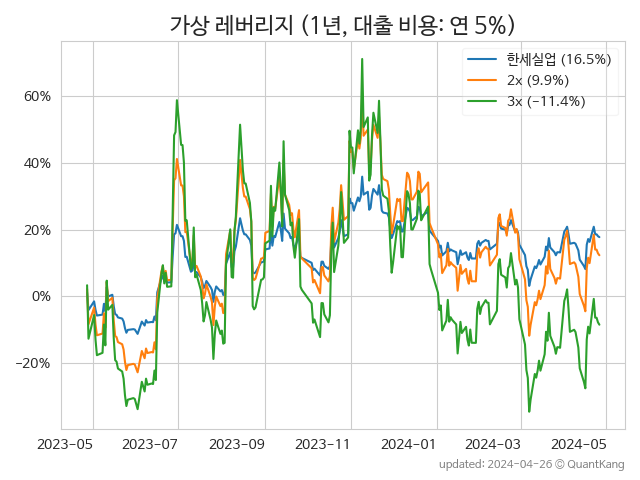 가상 레버리지 (1년, 대출 비용: 연 5%)
한세실업 (16.5%)
2x (9.9%)
3x (−11.4%)
60%
40%
20%
0%
−20%
2023-05 2023-07 2023-09 2023-11 2024-01 2024-03 2024-05
updated: 2024-04-26 © QuantKang